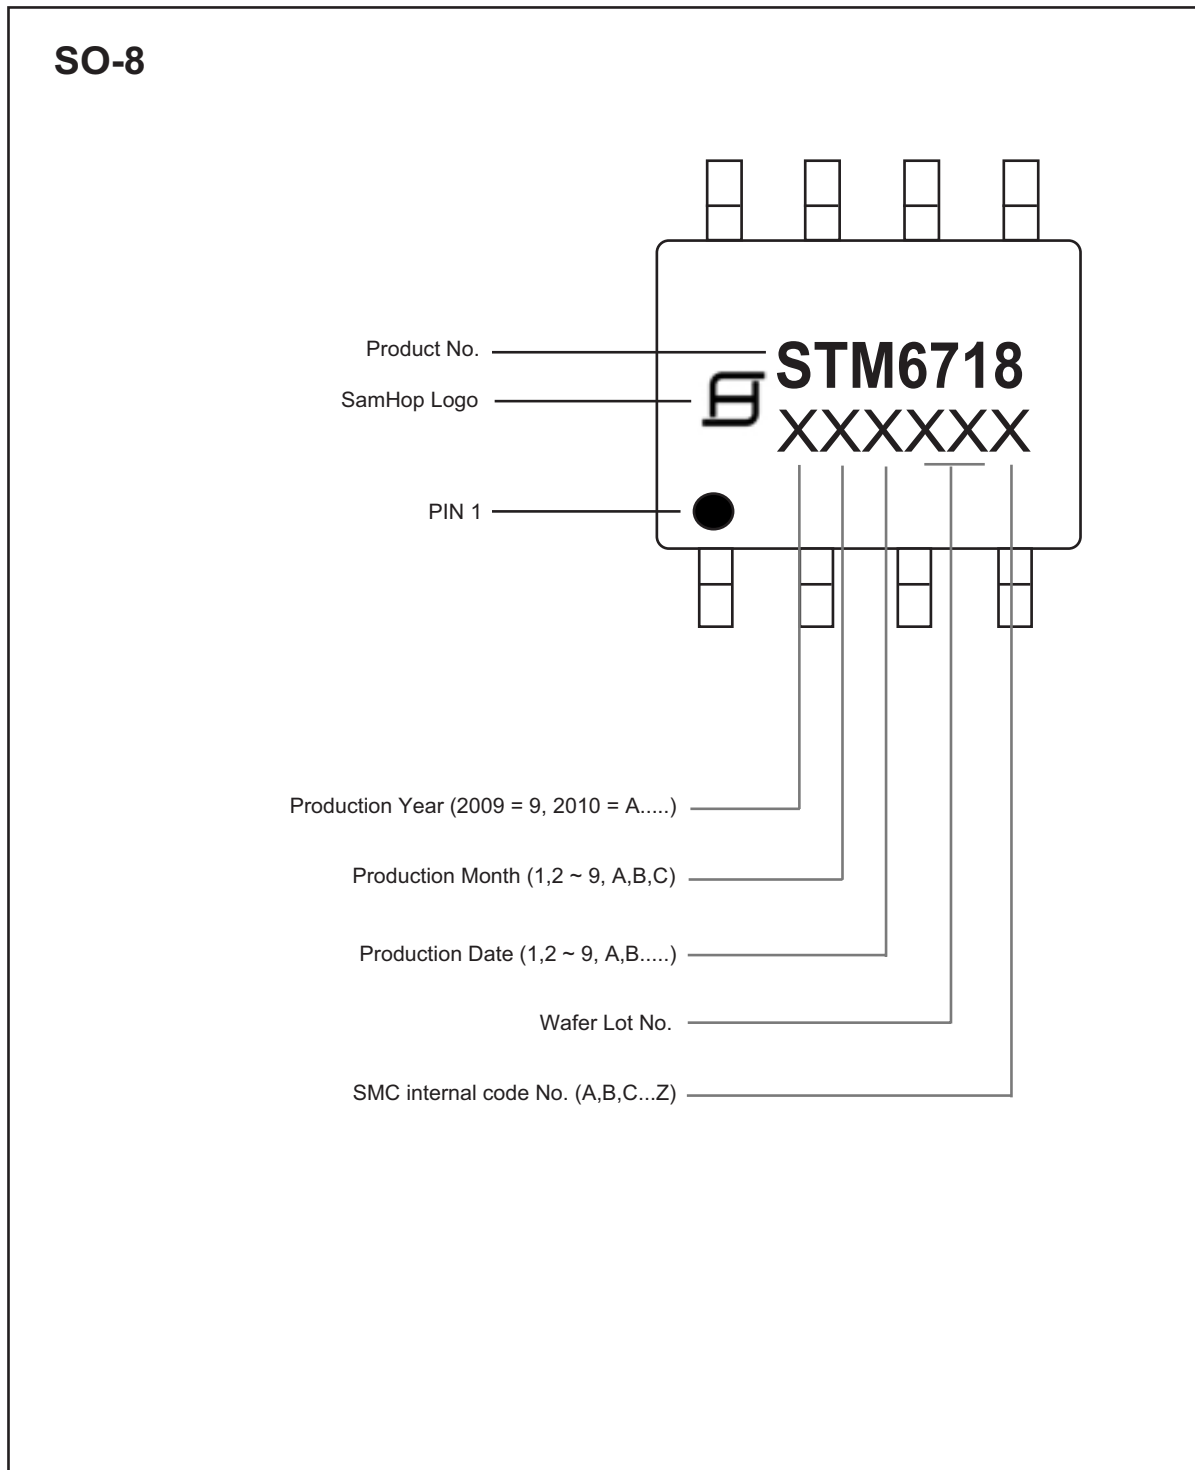 SO-8
Product No.
STM6718
SamHop Logo
XXXXXX
PIN 1
Production Year (2009 = 9, 2010 = A.....)
Production Month (1,2 ~ 9, A,B,C)
Production Date (1,2 ~ 9, A,B.....)
Wafer Lot No.
SMC internal code No. (A,B,C...Z)